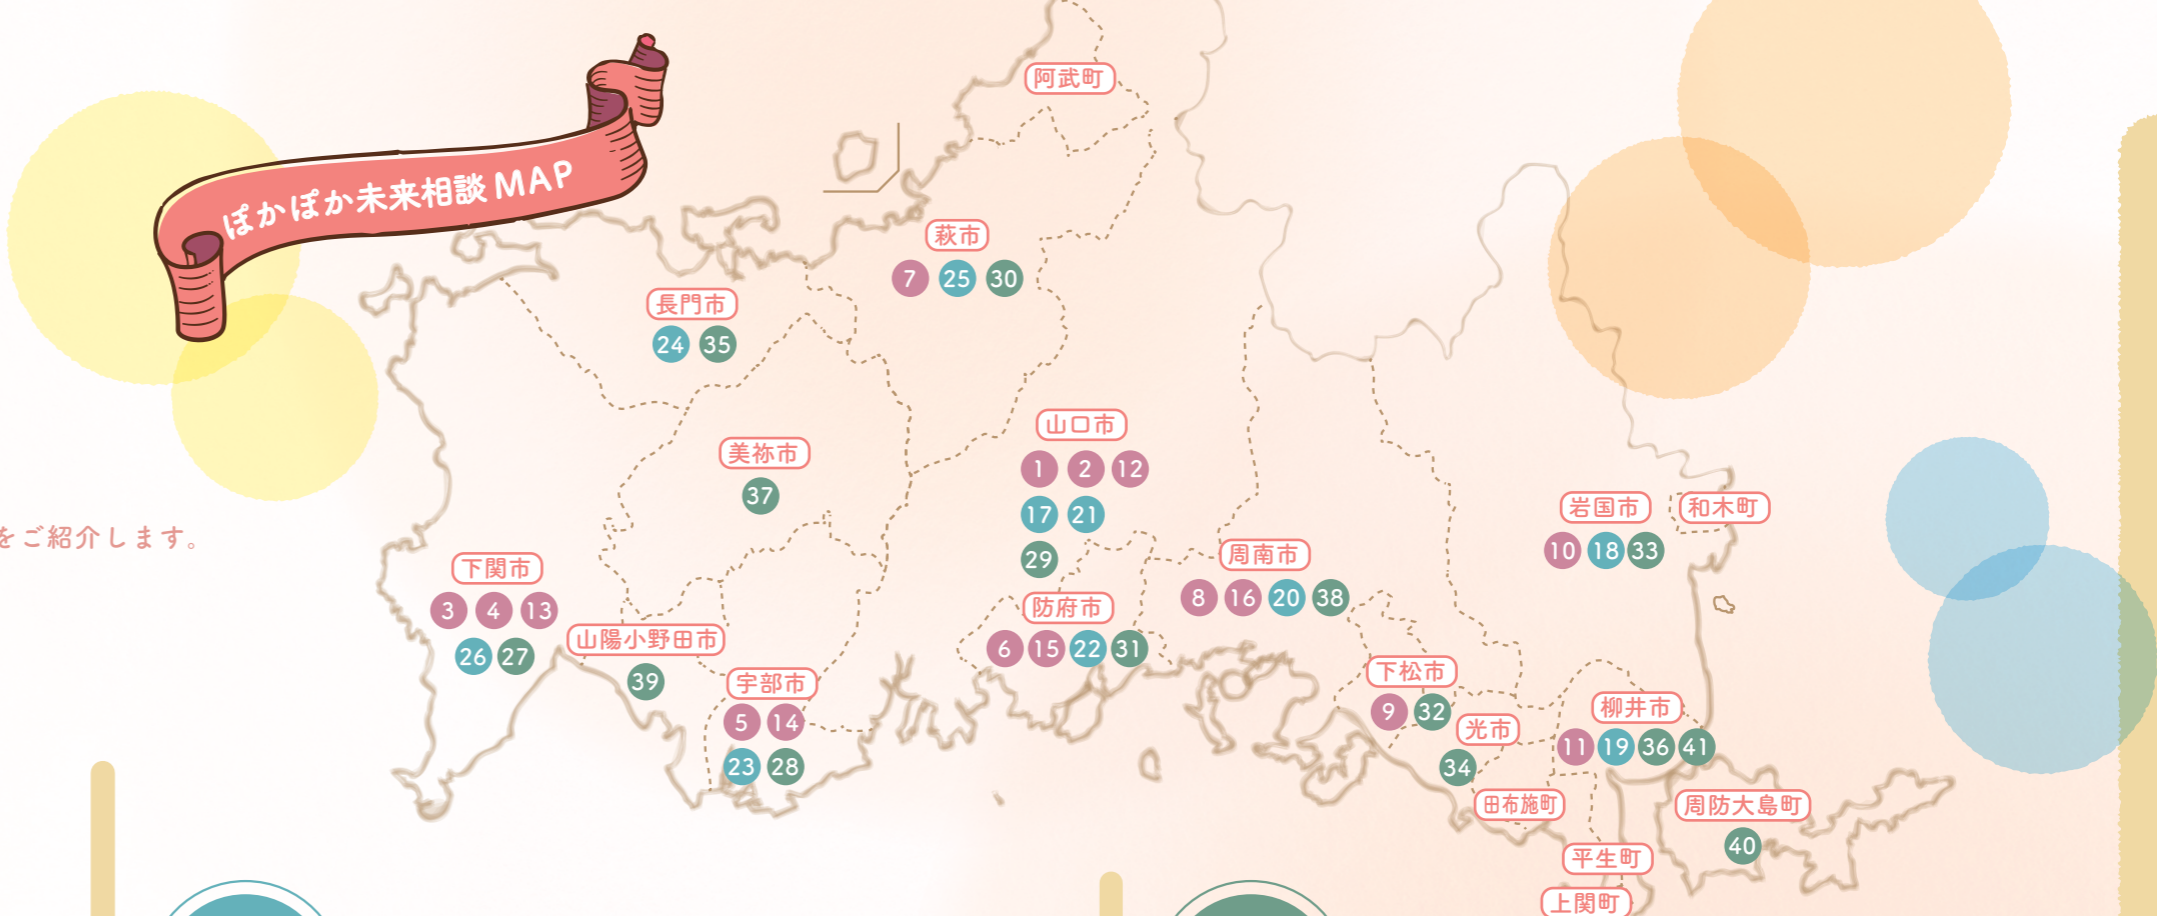 ぽかぽか未来相談MAP
阿武町
萩市
7 25 30
長門市
24 35
山口市
1 2 12
17 21
29
美祢市
37
岩国市
和木町
10 18 33
をご紹介します。
下関市
3 4 13
26 27
周南市
8 16 20 38
防府市
6 15 22 31
山陽小野田市
39
宇部市
5 14
23 28
下松市
9 32
光市
34
柳井市
11 19 36 41
田布施町
周防大島町
40
平生町
上関町